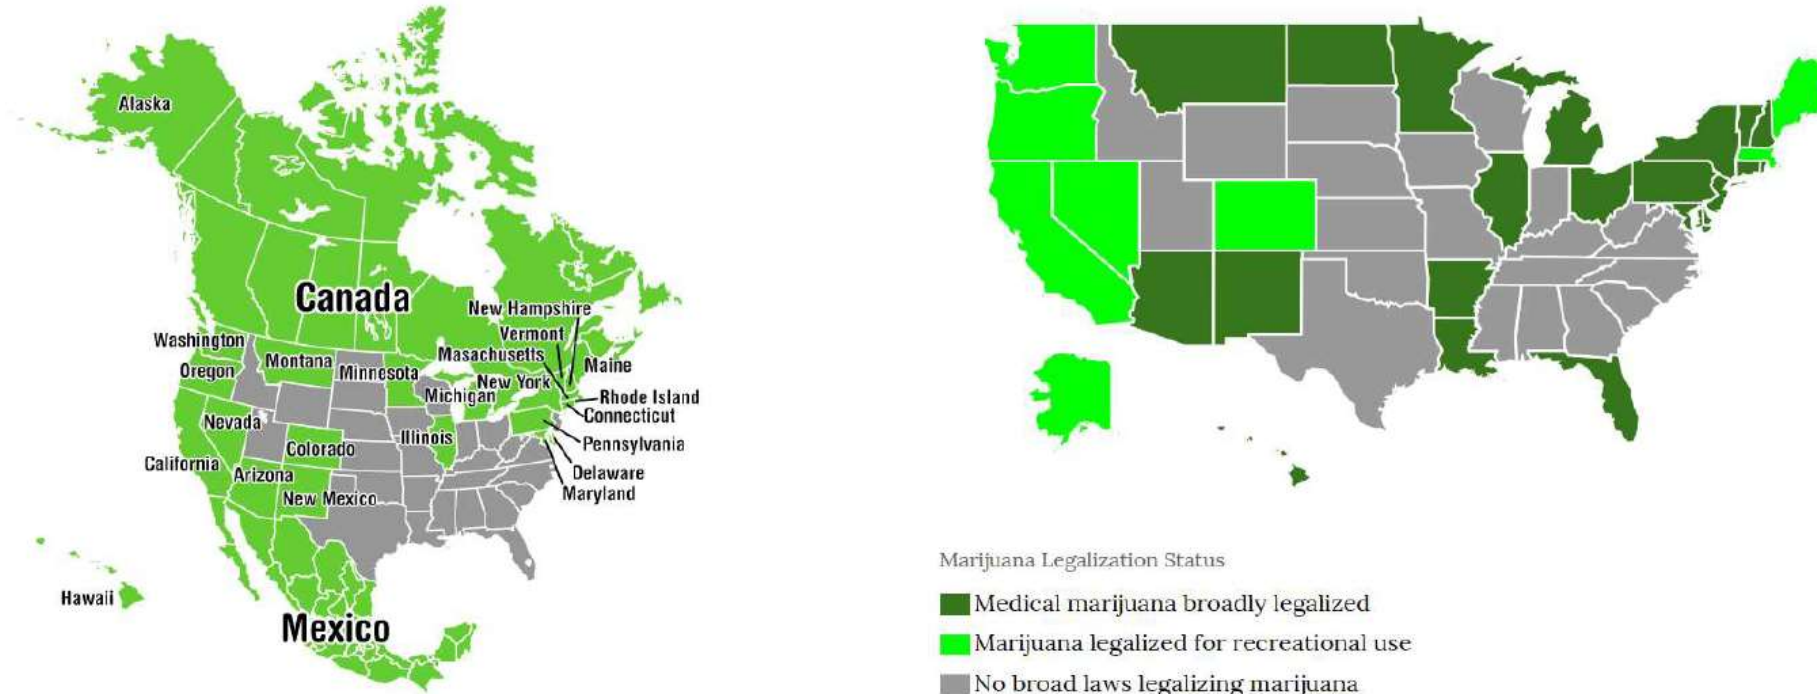 Alaska
Canada
New Hampshire
Vermont
Masachusetts
Maine
Washington
Montana
Minnesota
Oregon
New York
Michigan
Rhode Island
Connecticut
Nevada
Illinois
Pennsylvania
Colorado
California
Arizona
Delaware
New Mexico
Maryland
Hawaii
Mexico
Marijuana Legalization Status
Medical marijuana broadly legalized
Marijuana legalized for recreational use
No broad laws legalizing marijuana